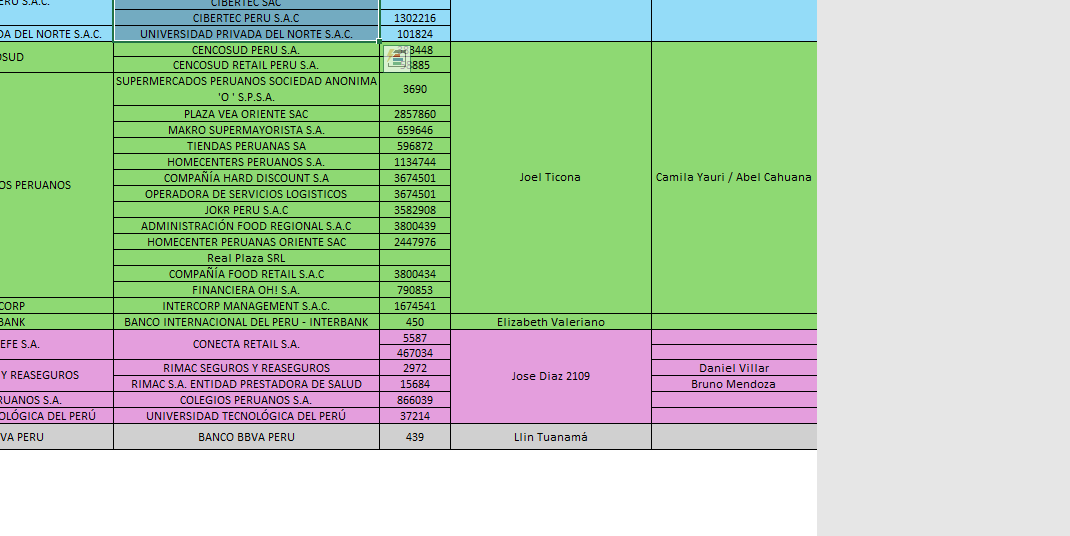 ERU S.A.C.
CIBERTEC SAC
CIBERTEC PERU S.A.C 1302216
DA DEL NORTE S.A.C. UNIVERSIDAD PRIVADA DEL NORTE S.A.C. 101824
OSUD CENCOSUD PERU S.A. 3448
CENCOSUD RETAIL PERU S.A. 885
SUPERMERCADOS PERUANOS SOCIEDAD ANONIMA
'O ' S.P.S.A. 3690
PLAZA VEA ORIENTE SAC 2857860
MAKRO SUPERMAYORISTA S.A. 659646
TIENDAS PERUANAS SA 596872
HOMECENTERS PERUANOS S.A. 1134744
OS PERUANOS COMPAÑÍA HARD DISCOUNT S.A 3674501 Joel Ticona Camila Yauri / Abel Cahuana
OPERADORA DE SERVICIOS LOGISTICOS 3674501
JOKR PERU S.A.C 3582908
ADMINISTRACIÓN FOOD REGIONAL S.A.C 3800439
HOMECENTER PERUANAS ORIENTE SAC 2447976
Real Plaza SRL
COMPAÑÍA FOOD RETAIL S.A.C 3800434
FINANCIERA OH! S.A. 790853
CORP INTERCORP MANAGEMENT S.A.C. 1674541
BANK BANCO INTERNACIONAL DEL PERU - INTERBANK 450 Elizabeth Valeriano
EFE S.A. CONECTA RETAIL S.A. 5587
467034
Y REASEGUROS RIMAC SEGUROS Y REASEGUROS 2972 Jose Diaz 2109 Daniel Villar
RIMAC S.A. ENTIDAD PRESTADORA DE SALUD 15684 Bruno Mendoza
RUANOS S.A. COLEGIOS PERUANOS S.A. 866039
OLÓGICA DEL PERÚ UNIVERSIDAD TECNOLÓGICA DEL PERÚ 37214
VA PERU BANCO BBVA PERU 439 Llin Tuanamá